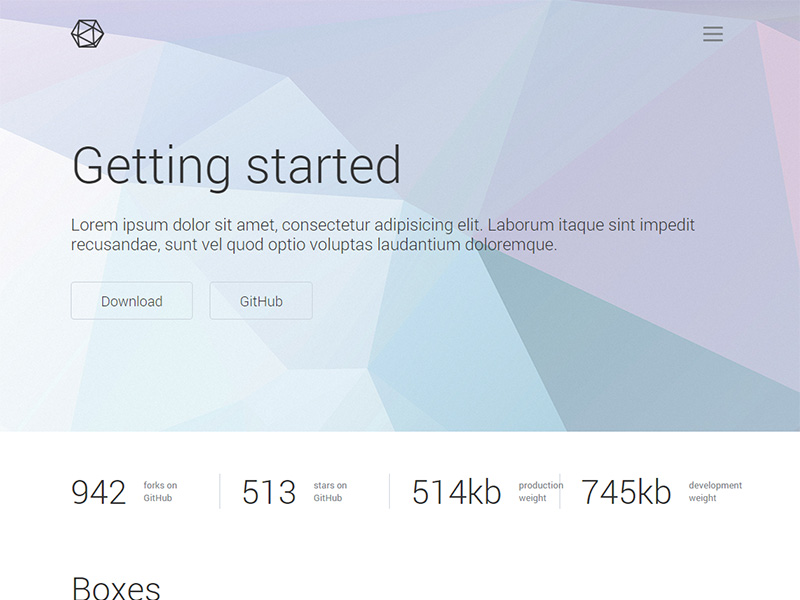 Getting started
Lorem ipsum dolor sit amet, consectetur adipisicing elit. Laborum itaque sint impedit
recusandae, sunt vel quod optio voluptas laudantium doloremque.
Download
GitHub
942
forks on
GitHub
513
stars on
GitHub
514kb
production
weight
745kb
development
weight
Boxes